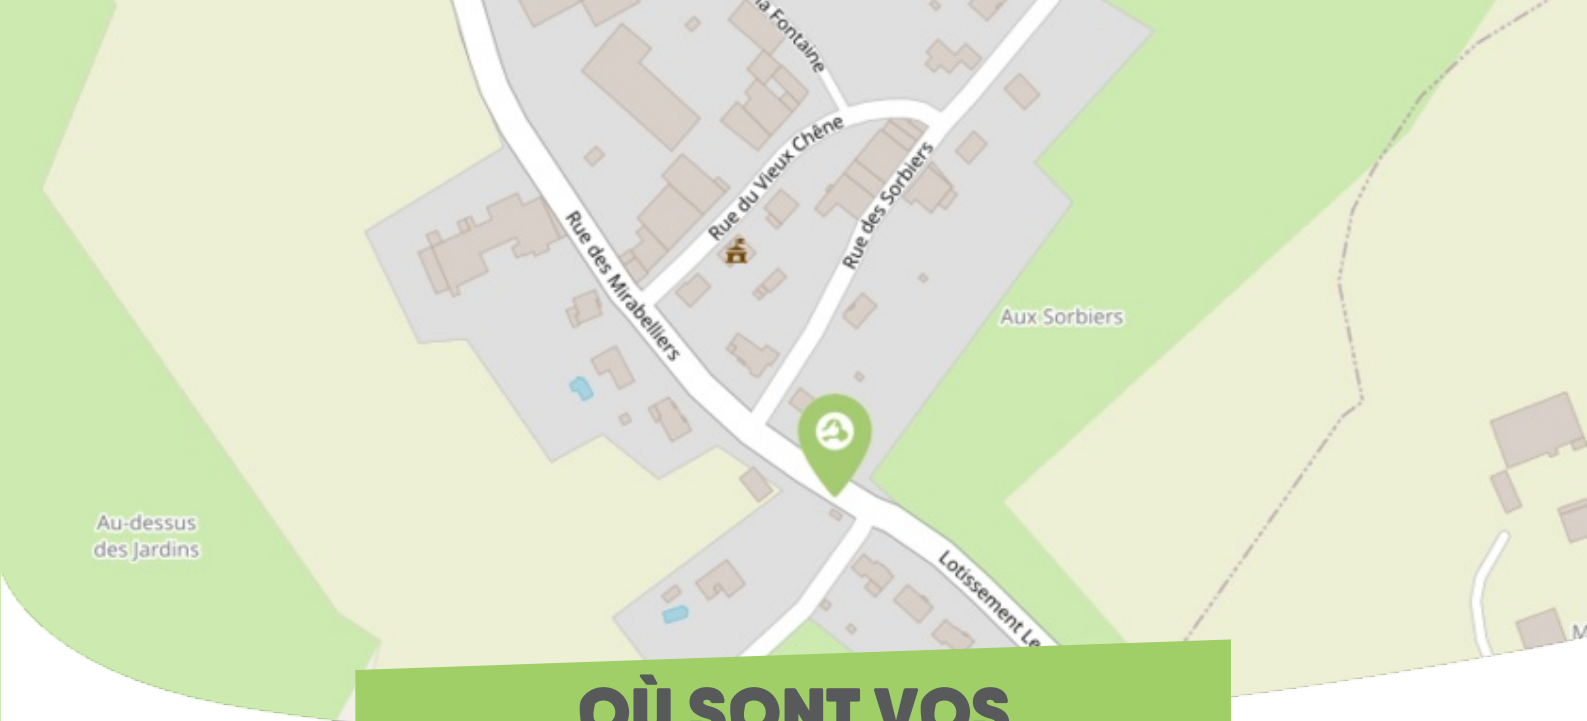 la Fontaine
Rue du Vieux Chêne
Rue des Sorbiers
Rue des Mirabelliers
Aux Sorbiers
Au-dessus
des Jardins
Lotissement Le
M
OÙ SONT VOS